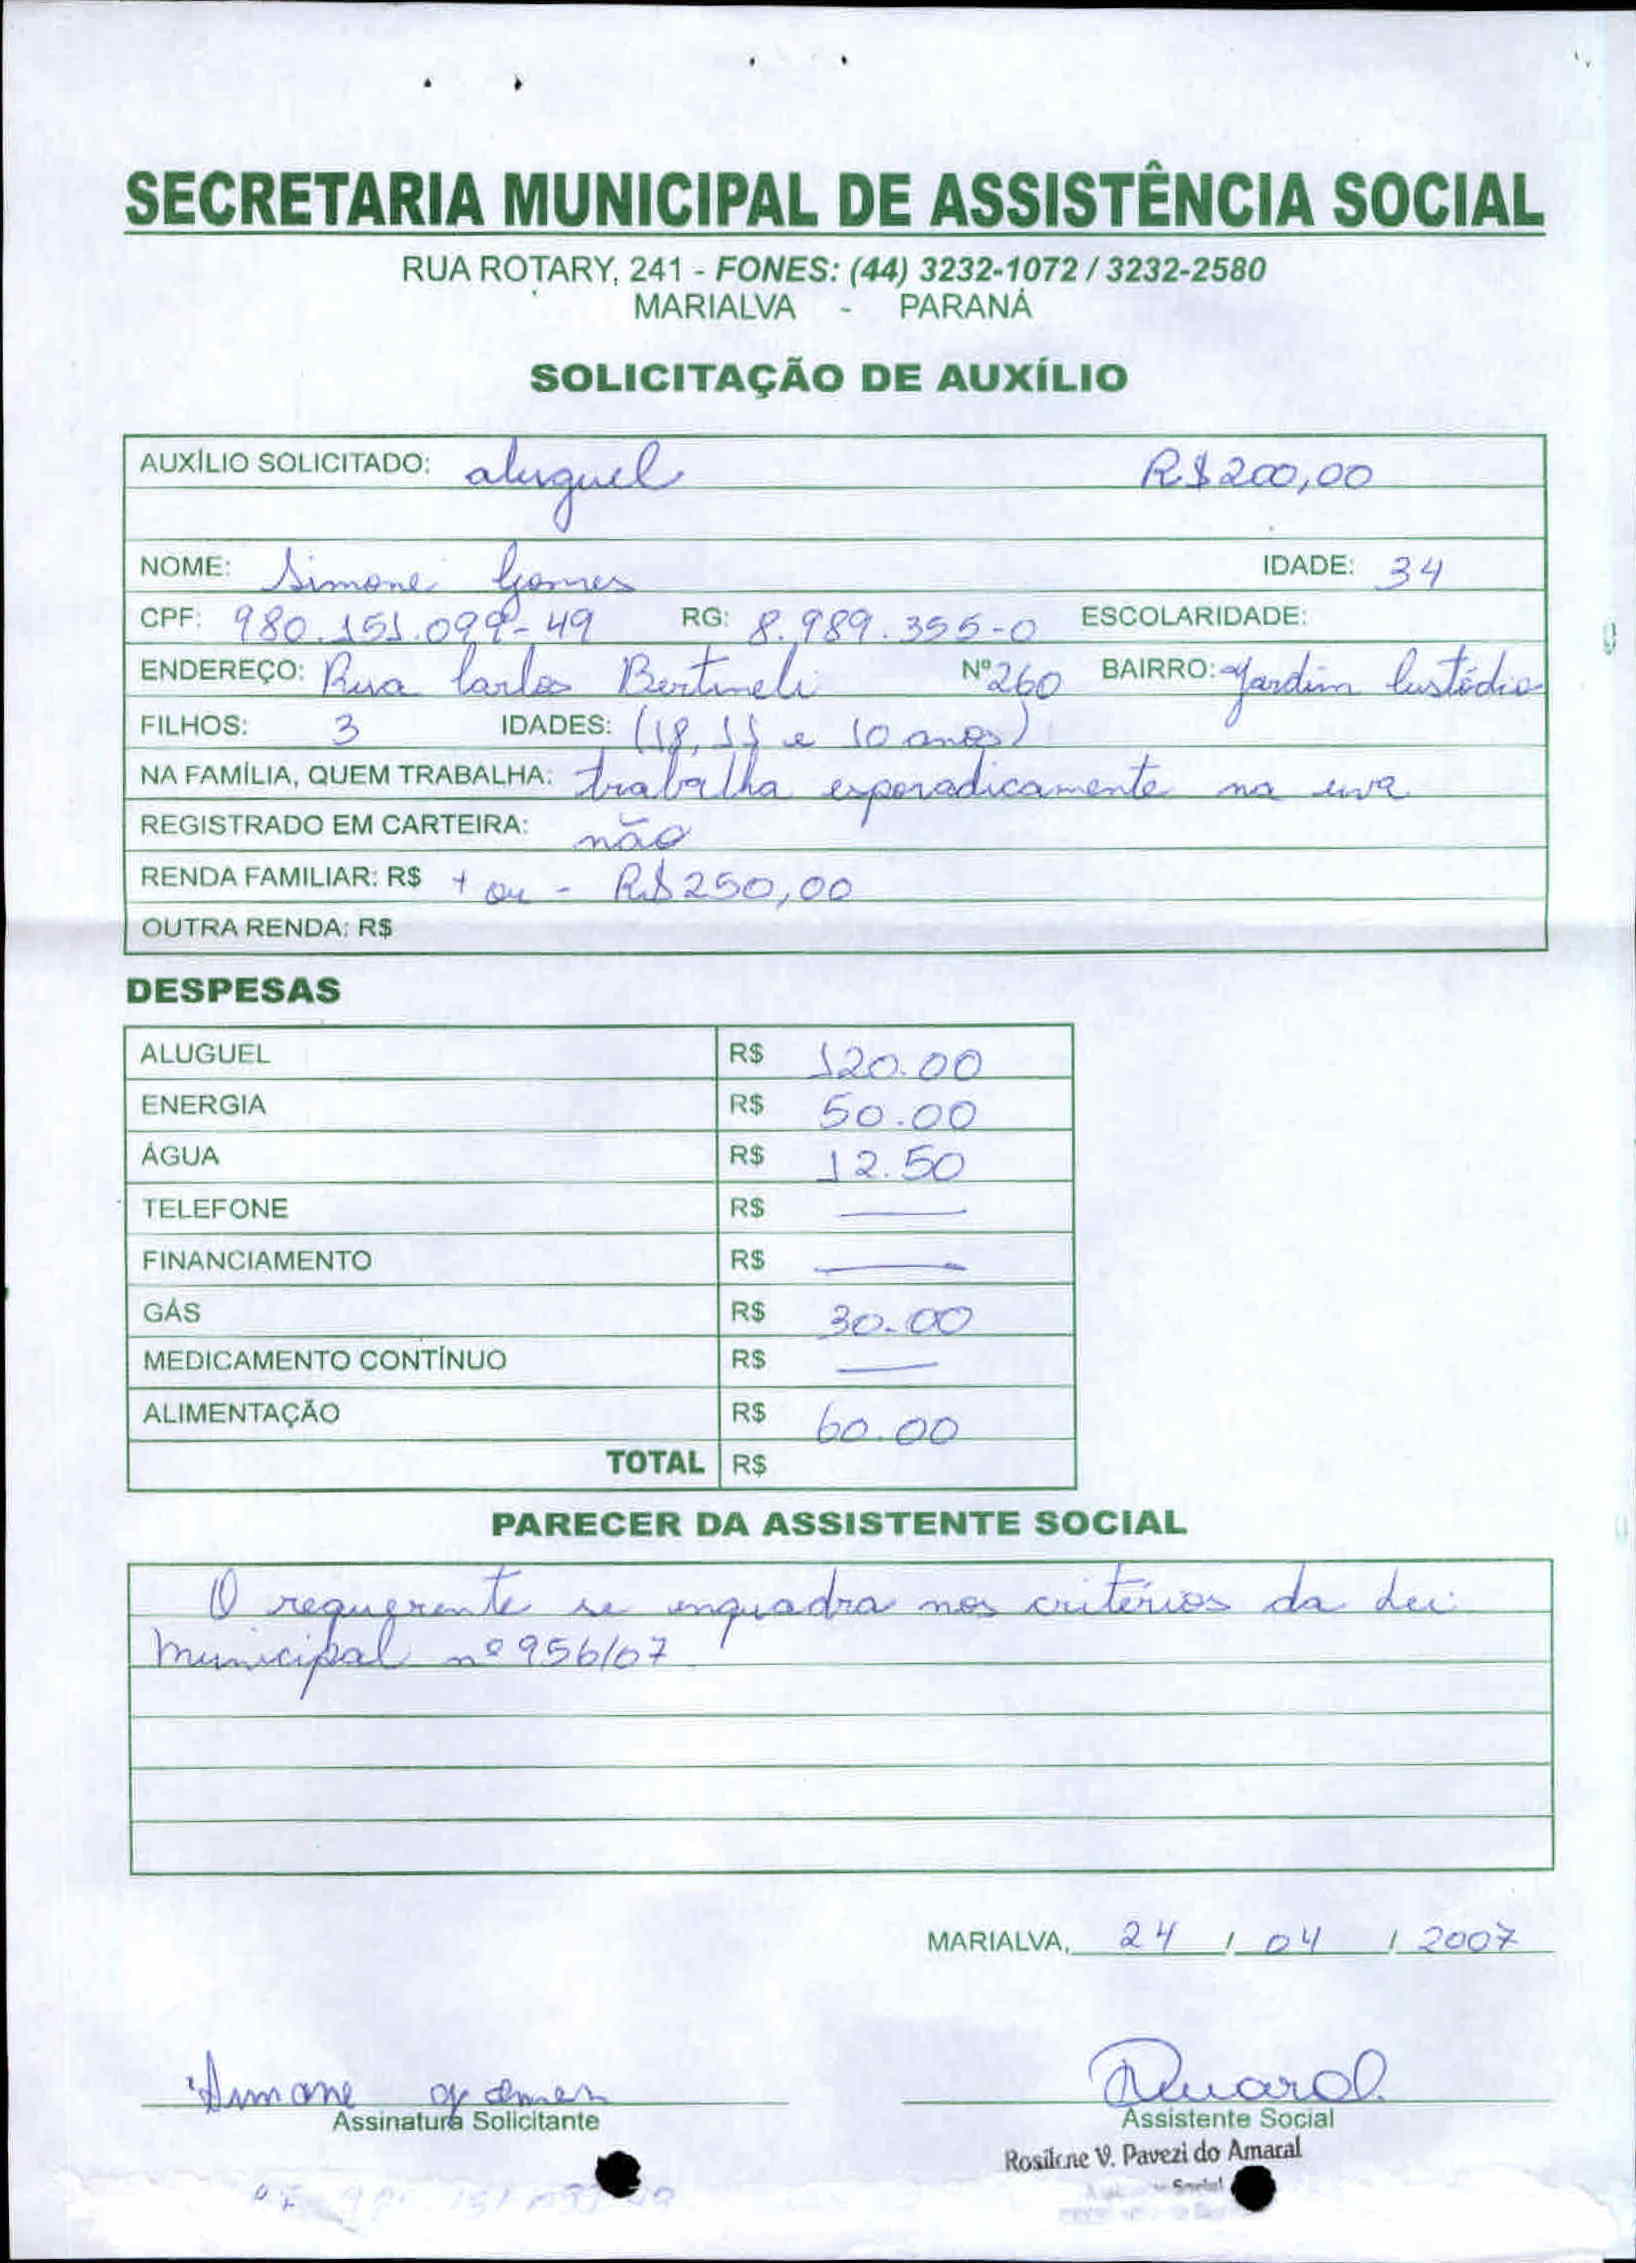 SECRETARIA MUNICIPAL DE ASSISTÊNCIA SOCIAL
RUA ROTARY, 241 - FONES: (44) 3232-1072 / 3232-2580
MARIALVA - PARANÁ
SOLICITAÇÃO DE AUXÍLIO
AUXÍLIO SOLICITADO: aluguel R$200,00
NOME: Simone Gomes IDADE: 34
CPF: 980.151.099-49 RG: 8.989.355-0 ESCOLARIDADE:
ENDEREÇO: Rua Carlos Bertineli Nº 260 BAIRRO: Jardim Custódio
FILHOS: 3 IDADES: (18, 11 e 10 anos)
NA FAMÍLIA, QUEM TRABALHA: trabalha esporadicamente na uva
REGISTRADO EM CARTEIRA: não
RENDA FAMILIAR: R$ + ou - R$250,00
OUTRA RENDA: R$
DESPESAS
ALUGUEL R$ 120.00
ENERGIA R$ 50.00
ÁGUA R$ 12.50
TELEFONE R$ —
FINANCIAMENTO R$ —
GÁS R$ 30.00
MEDICAMENTO CONTÍNUO R$ —
ALIMENTAÇÃO R$ 60.00
TOTAL R$
PARECER DA ASSISTENTE SOCIAL
O requerente se enquadra nos critérios da Lei
Municipal nº 956/07
MARIALVA, 24 / 04 / 2007
Simone gomes Amaral
Assinatura Solicitante Assistente Social
Rosilene V. Pavezi do Amaral
Social